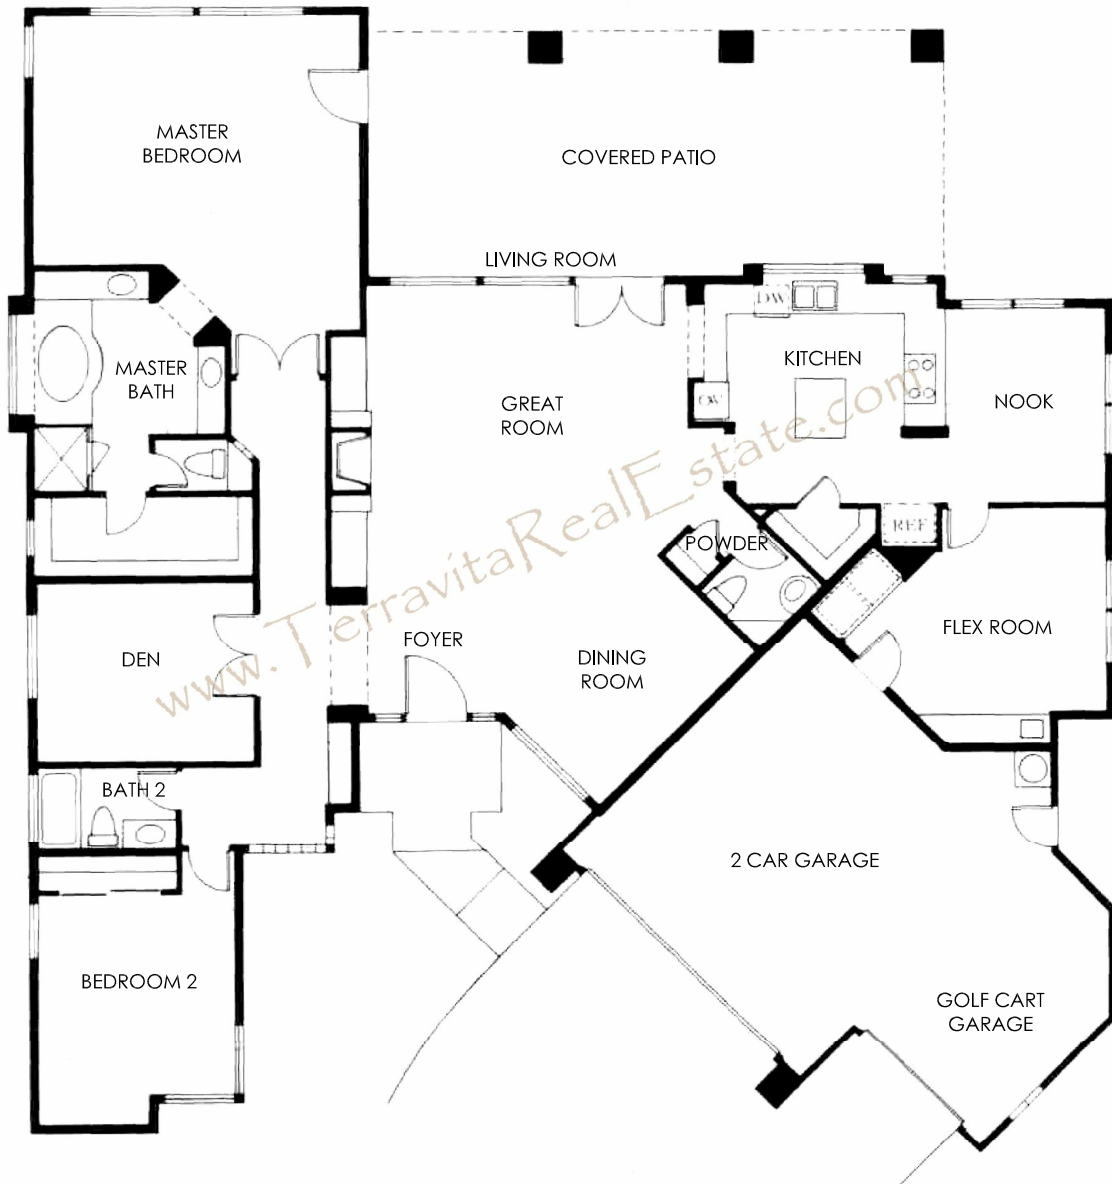 MASTER
BEDROOM
COVERED PATIO
LIVING ROOM
DW
KITCHEN
MASTER
BATH
GREAT
ROOM
OV
NOOK
REF
POWDER
www.TerravitaRealEstate.com
FOYER
FLEX ROOM
DEN
DINING
ROOM
BATH 2
2 CAR GARAGE
BEDROOM 2
GOLF CART
GARAGE